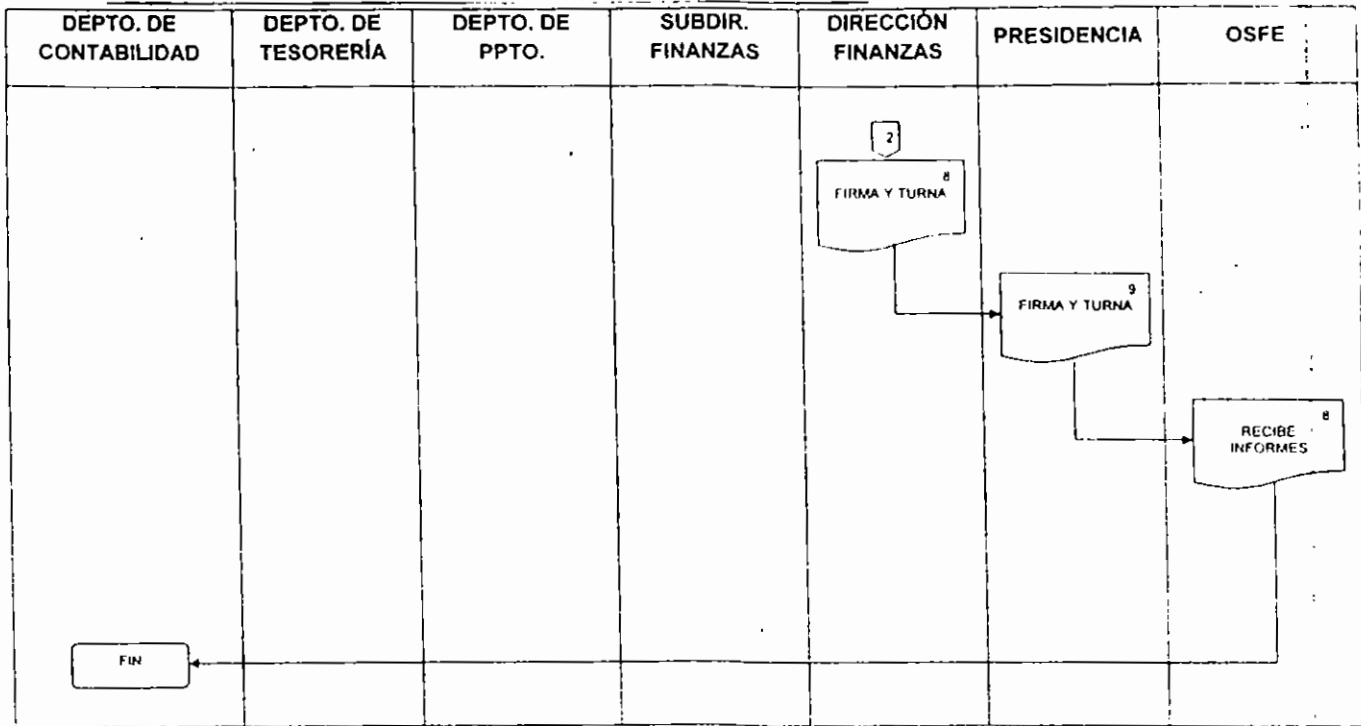 DEPTO. DE
CONTABILIDAD
DEPTO. DE
TESORERÍA
DEPTO. DE
PPTO.
SUBDIR.
FINANZAS
DIRECCIÓN
FINANZAS
PRESIDENCIA
OSFE
2
8
FIRMA Y TURNA
9
FIRMA Y TURNA
8
RECIBE
INFORMES
FIN